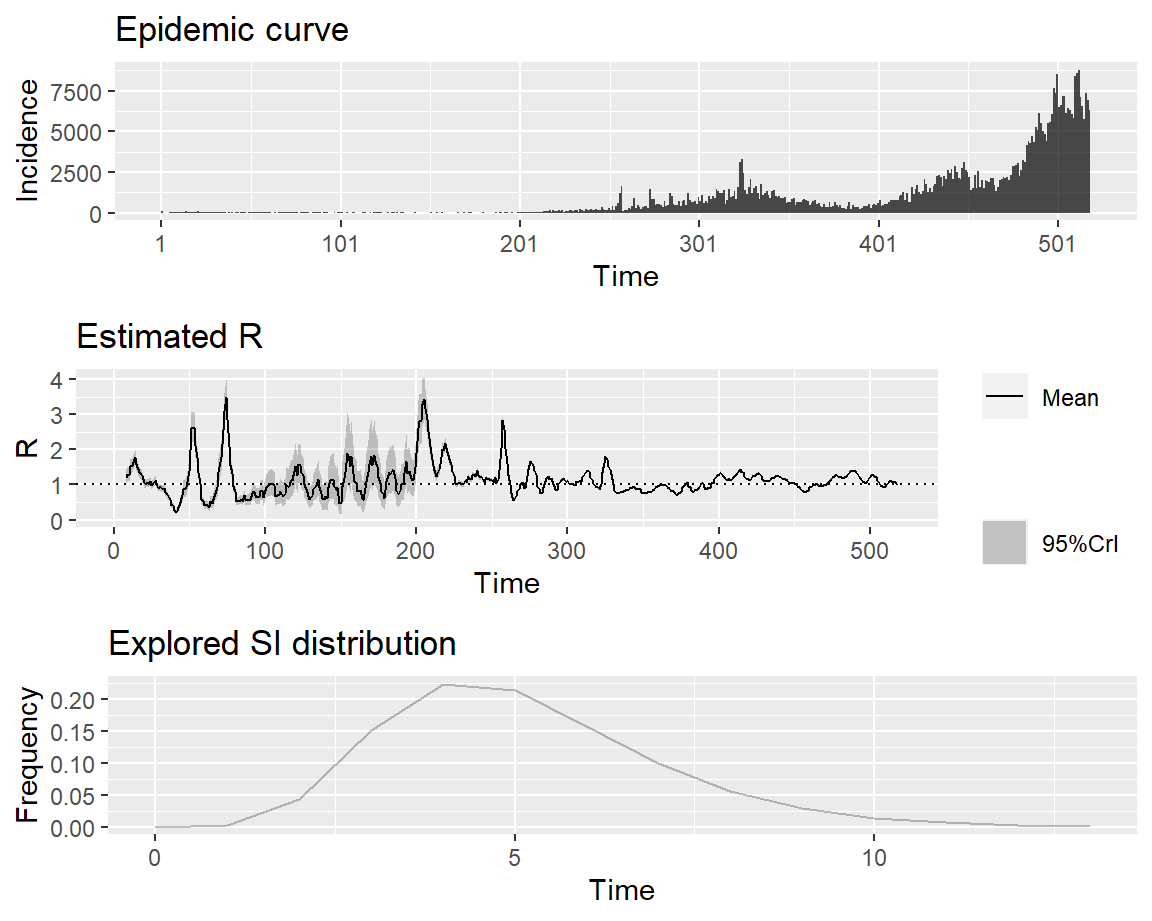 Epidemic curve
Incidence
7500
5000
2500
0
1 101 201 301 401 501
Time
Estimated R
R
4
3
2
1
0
0 100 200 300 400 500
Time
Mean
95%CrI
Explored SI distribution
Frequency
0.20
0.15
0.10
0.05
0.00
0 5 10
Time